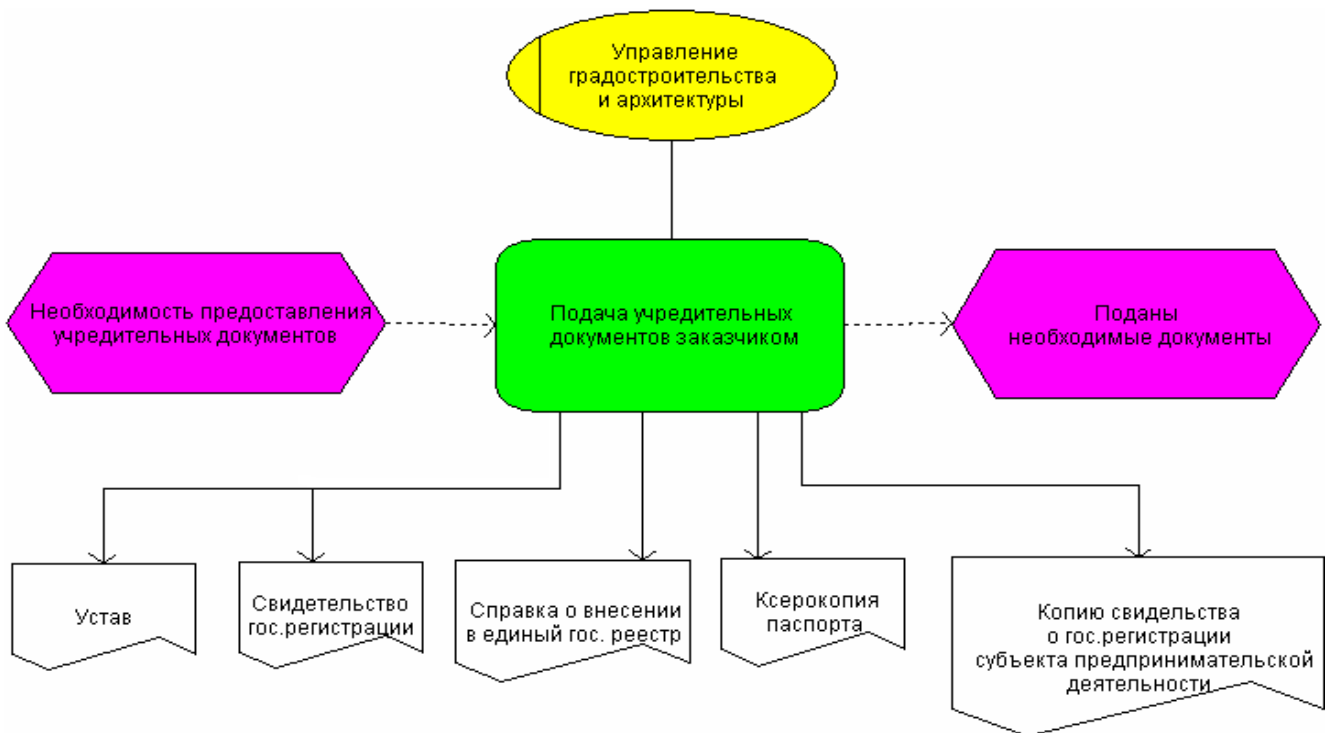 Управление
градостроительства
и архитектуры
Необходимость предоставления
учредительных документов
Подача учредительных
документов заказчиком
Поданы
необходимые документы
Устав
Свидетельство
гос.регистрации
Справка о внесении
в единый гос. реестр
Ксерокопия
паспорта
Копию свидельства
о гос.регистрации
субъекта предпринимательской
деятельности